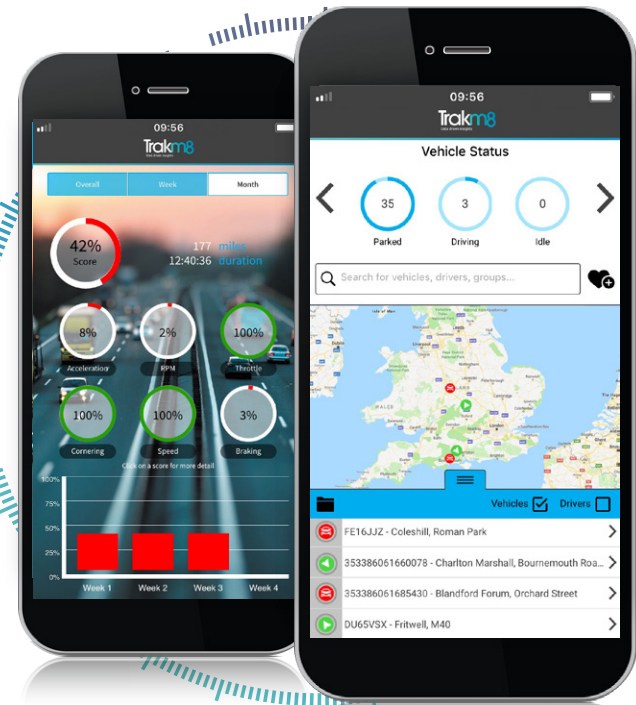 09:56
Trakm8
Overall
Week
Month
42%
Score
177 miles
12:40:36 duration
8%
Acceleration
2%
RPM
100%
Throttle
100%
Cornering
100%
Speed
3%
Braking
Click on a score for more detail
100%
75%
50%
25%
0%
Week 1
Week 2
Week 3
Week 4
09:56
Trakm8
Vehicle Status
35
Parked
3
Driving
0
Idle
Search for vehicles, drivers, groups...
Isle of Man
WALES
Vehicles
Drivers
FE16JJZ - Coleshill, Roman Park
353386061660078 - Charlton Marshall, Bournemouth Roa...
353386061685430 - Blandford Forum, Orchard Street
DU65VSX - Fritwell, M40